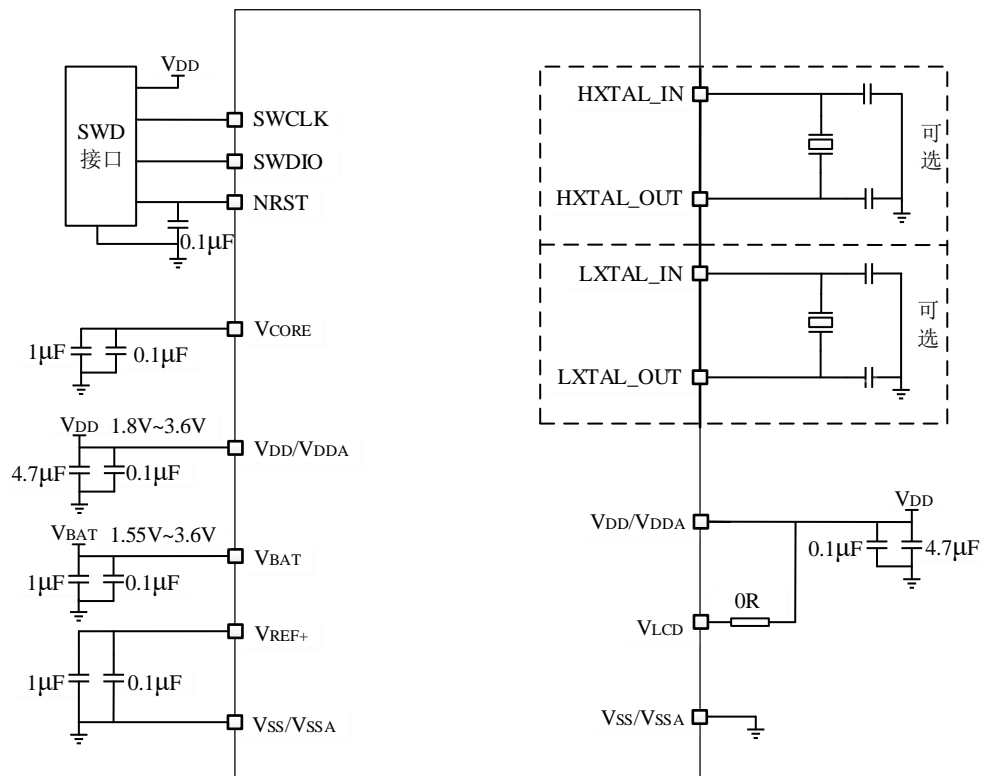 VDD
SWD
接口
SWCLK
SWDIO
NRST
0.1μF
VCORE
1μF
0.1μF
VDD 1.8V~3.6V
VDD/VDDA
4.7μF
0.1μF
VBAT 1.55V~3.6V
VBAT
1μF
0.1μF
VREF+
1μF
0.1μF
VSS/VSSA
HXTAL_IN
可
选
HXTAL_OUT
LXTAL_IN
可
选
LXTAL_OUT
VDD
VDD/VDDA
0.1μF
4.7μF
0R
VLCD
VSS/VSSA